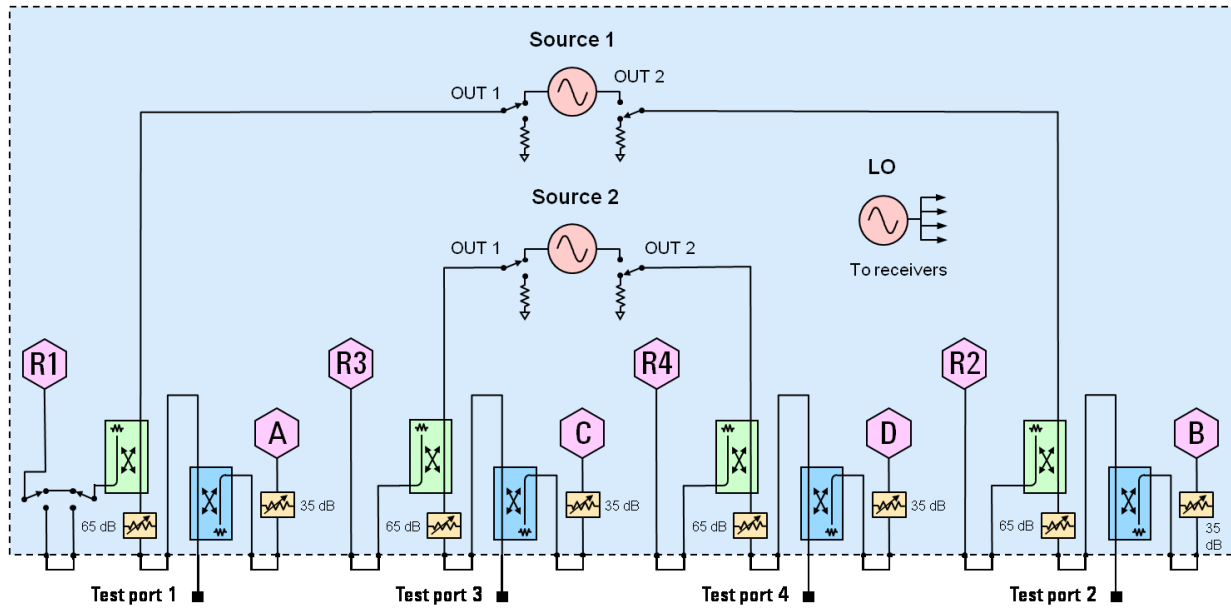 Source 1
OUT 1
OUT 2
LO
Source 2
OUT 1
OUT 2
To receivers
R1
R3
R4
R2
A
C
D
B
65 dB
35 dB
65 dB
35 dB
65 dB
35 dB
65 dB
35
dB
Test port 1
Test port 3
Test port 4
Test port 2